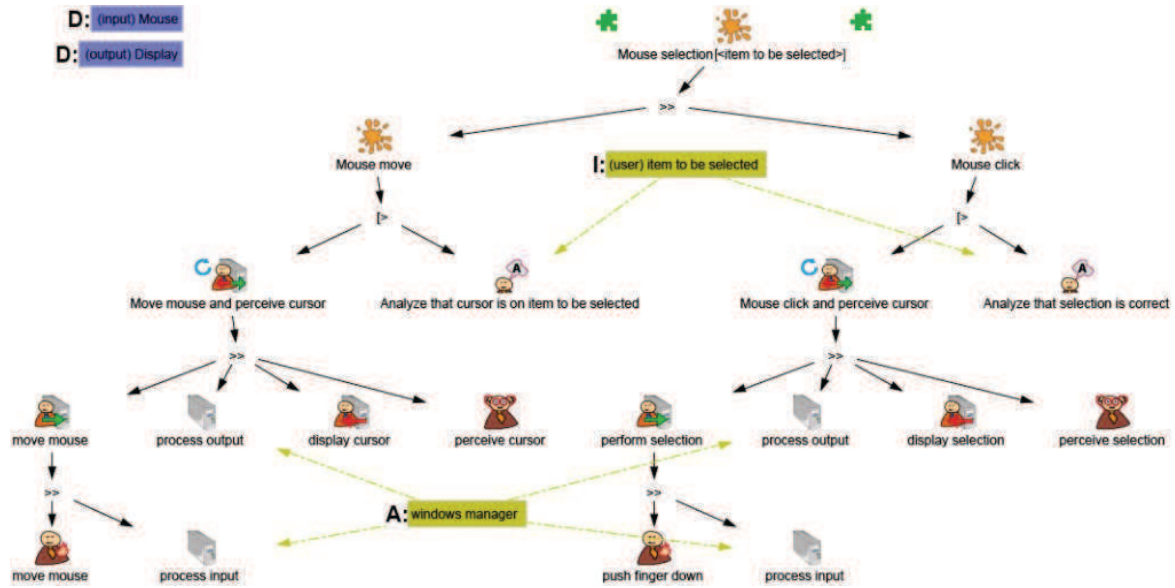 D: (input) Mouse
D: (output) Display
Mouse selection[<item to be selected>]
>>
Mouse move
I: (user) item to be selected
Mouse click
[> [>
A A
Move mouse and perceive cursor
Analyze that cursor is on item to be selected
Mouse click and perceive cursor
Analyze that selection is correct
>> >>
move mouse
process output
display cursor
perceive cursor
perform selection
process output
display selection
perceive selection
>> >>
A: windows manager
move mouse
process input
push finger down
process input